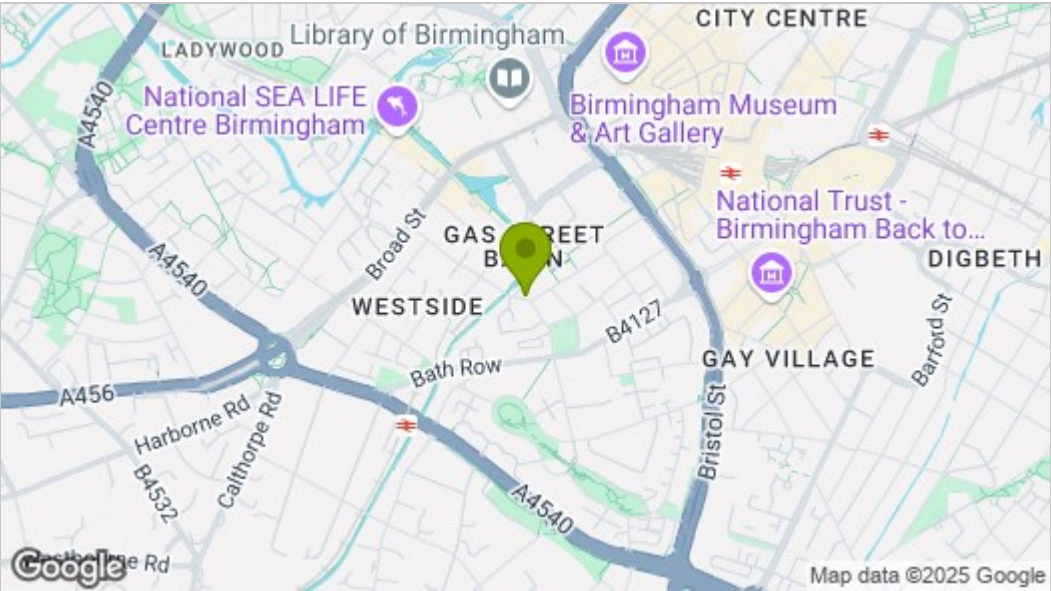 CITY CENTRE
LADYWOOD
Library of Birmingham
A4540
National SEA LIFE
Centre Birmingham
Birmingham Museum
& Art Gallery
National Trust -
Birmingham Back to...
Broad St
A4540
DIGBETH
WESTSIDE
B4127
Barford St
GAY VILLAGE
Bath Row
A456
Harborne Rd
Calthorpe Rd
Bristol St
B4532
A4540
Google
Map data ©2025 Google